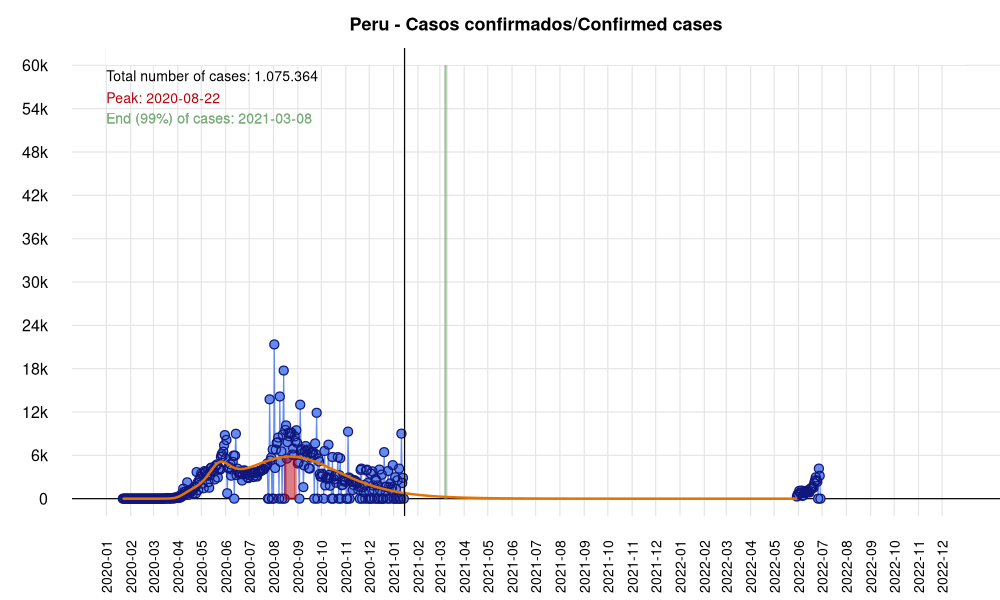 Peru - Casos confirmados/Confirmed cases
Total number of cases: 1.075.364
Peak: 2020-08-22
End (99%) of cases: 2021-03-08
60k
54k
48k
42k
36k
30k
24k
18k
12k
6k
0
2020-01
2020-02
2020-03
2020-04
2020-05
2020-06
2020-07
2020-08
2020-09
2020-10
2020-11
2020-12
2021-01
2021-02
2021-03
2021-04
2021-05
2021-06
2021-07
2021-08
2021-09
2021-10
2021-11
2021-12
2022-01
2022-02
2022-03
2022-04
2022-05
2022-06
2022-07
2022-08
2022-09
2022-10
2022-11
2022-12